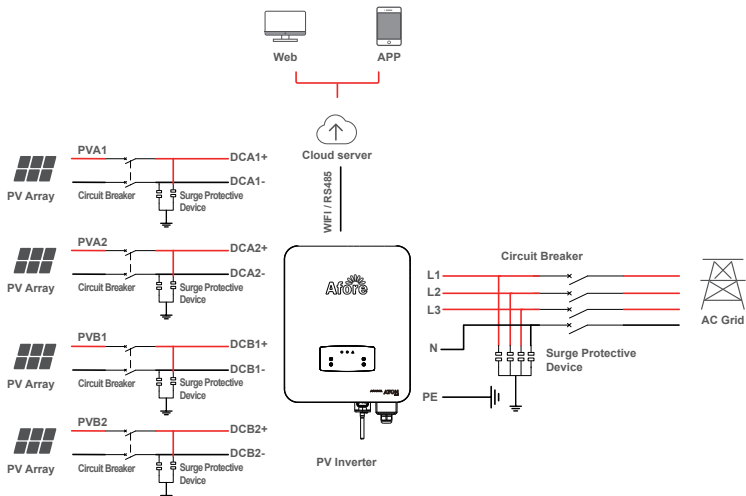 Web
APP
Cloud server
WIFI / RS485
PVA1
DCA1+
DCA1-
PV Array
Circuit Breaker
Surge Protective
Device
PVA2
DCA2+
DCA2-
PV Array
Circuit Breaker
Surge Protective
Device
PVB1
DCB1+
DCB1-
PV Array
Circuit Breaker
Surge Protective
Device
PVB2
DCB2+
DCB2-
PV Array
Circuit Breaker
Surge Protective
Device
Afore
PV Inverter
Circuit Breaker
L1
L2
L3
N
PE
Surge Protective
Device
AC Grid